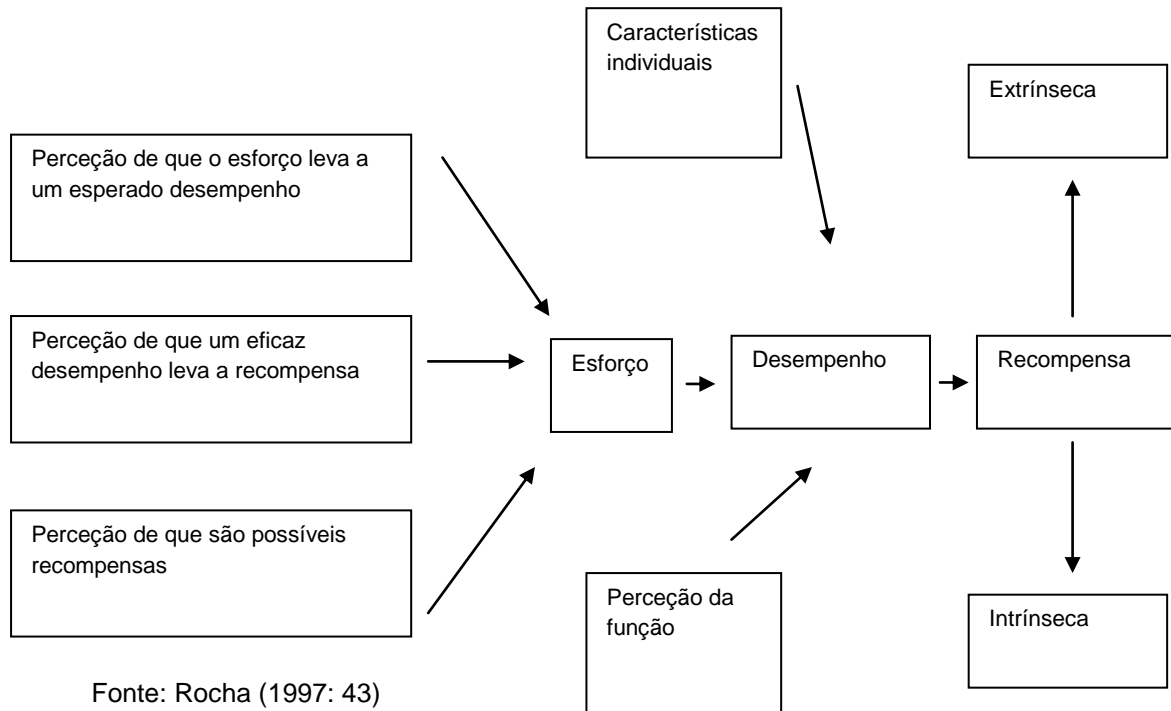 Características
individuais
Extrínseca
Perceção de que o esforço leva a
um esperado desempenho
Perceção de que um eficaz
desempenho leva a recompensa
Esforço
Desempenho
Recompensa
Perceção de que são possíveis
recompensas
Perceção da
função
Intrínseca
Fonte: Rocha (1997: 43)